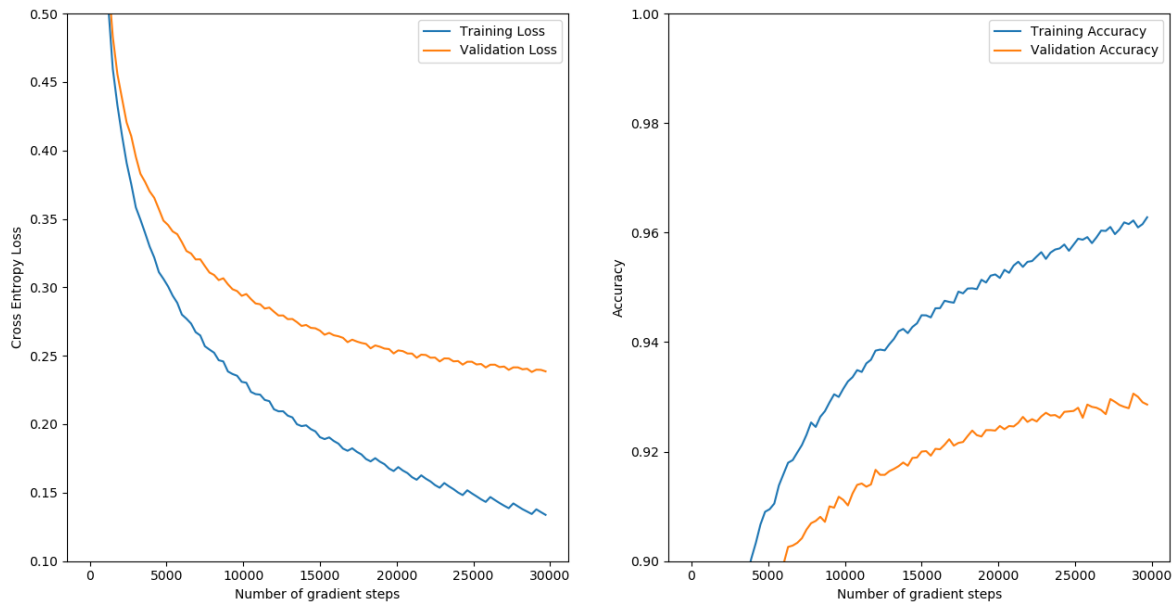 0.50
0.45
0.40
0.35
0.30
0.25
0.20
0.15
0.10
Cross Entropy Loss
Training Loss
Validation Loss
0 5000 10000 15000 20000 25000 30000
Number of gradient steps
1.00
0.98
0.96
0.94
0.92
0.90
Accuracy
Training Accuracy
Validation Accuracy
0 5000 10000 15000 20000 25000 30000
Number of gradient steps